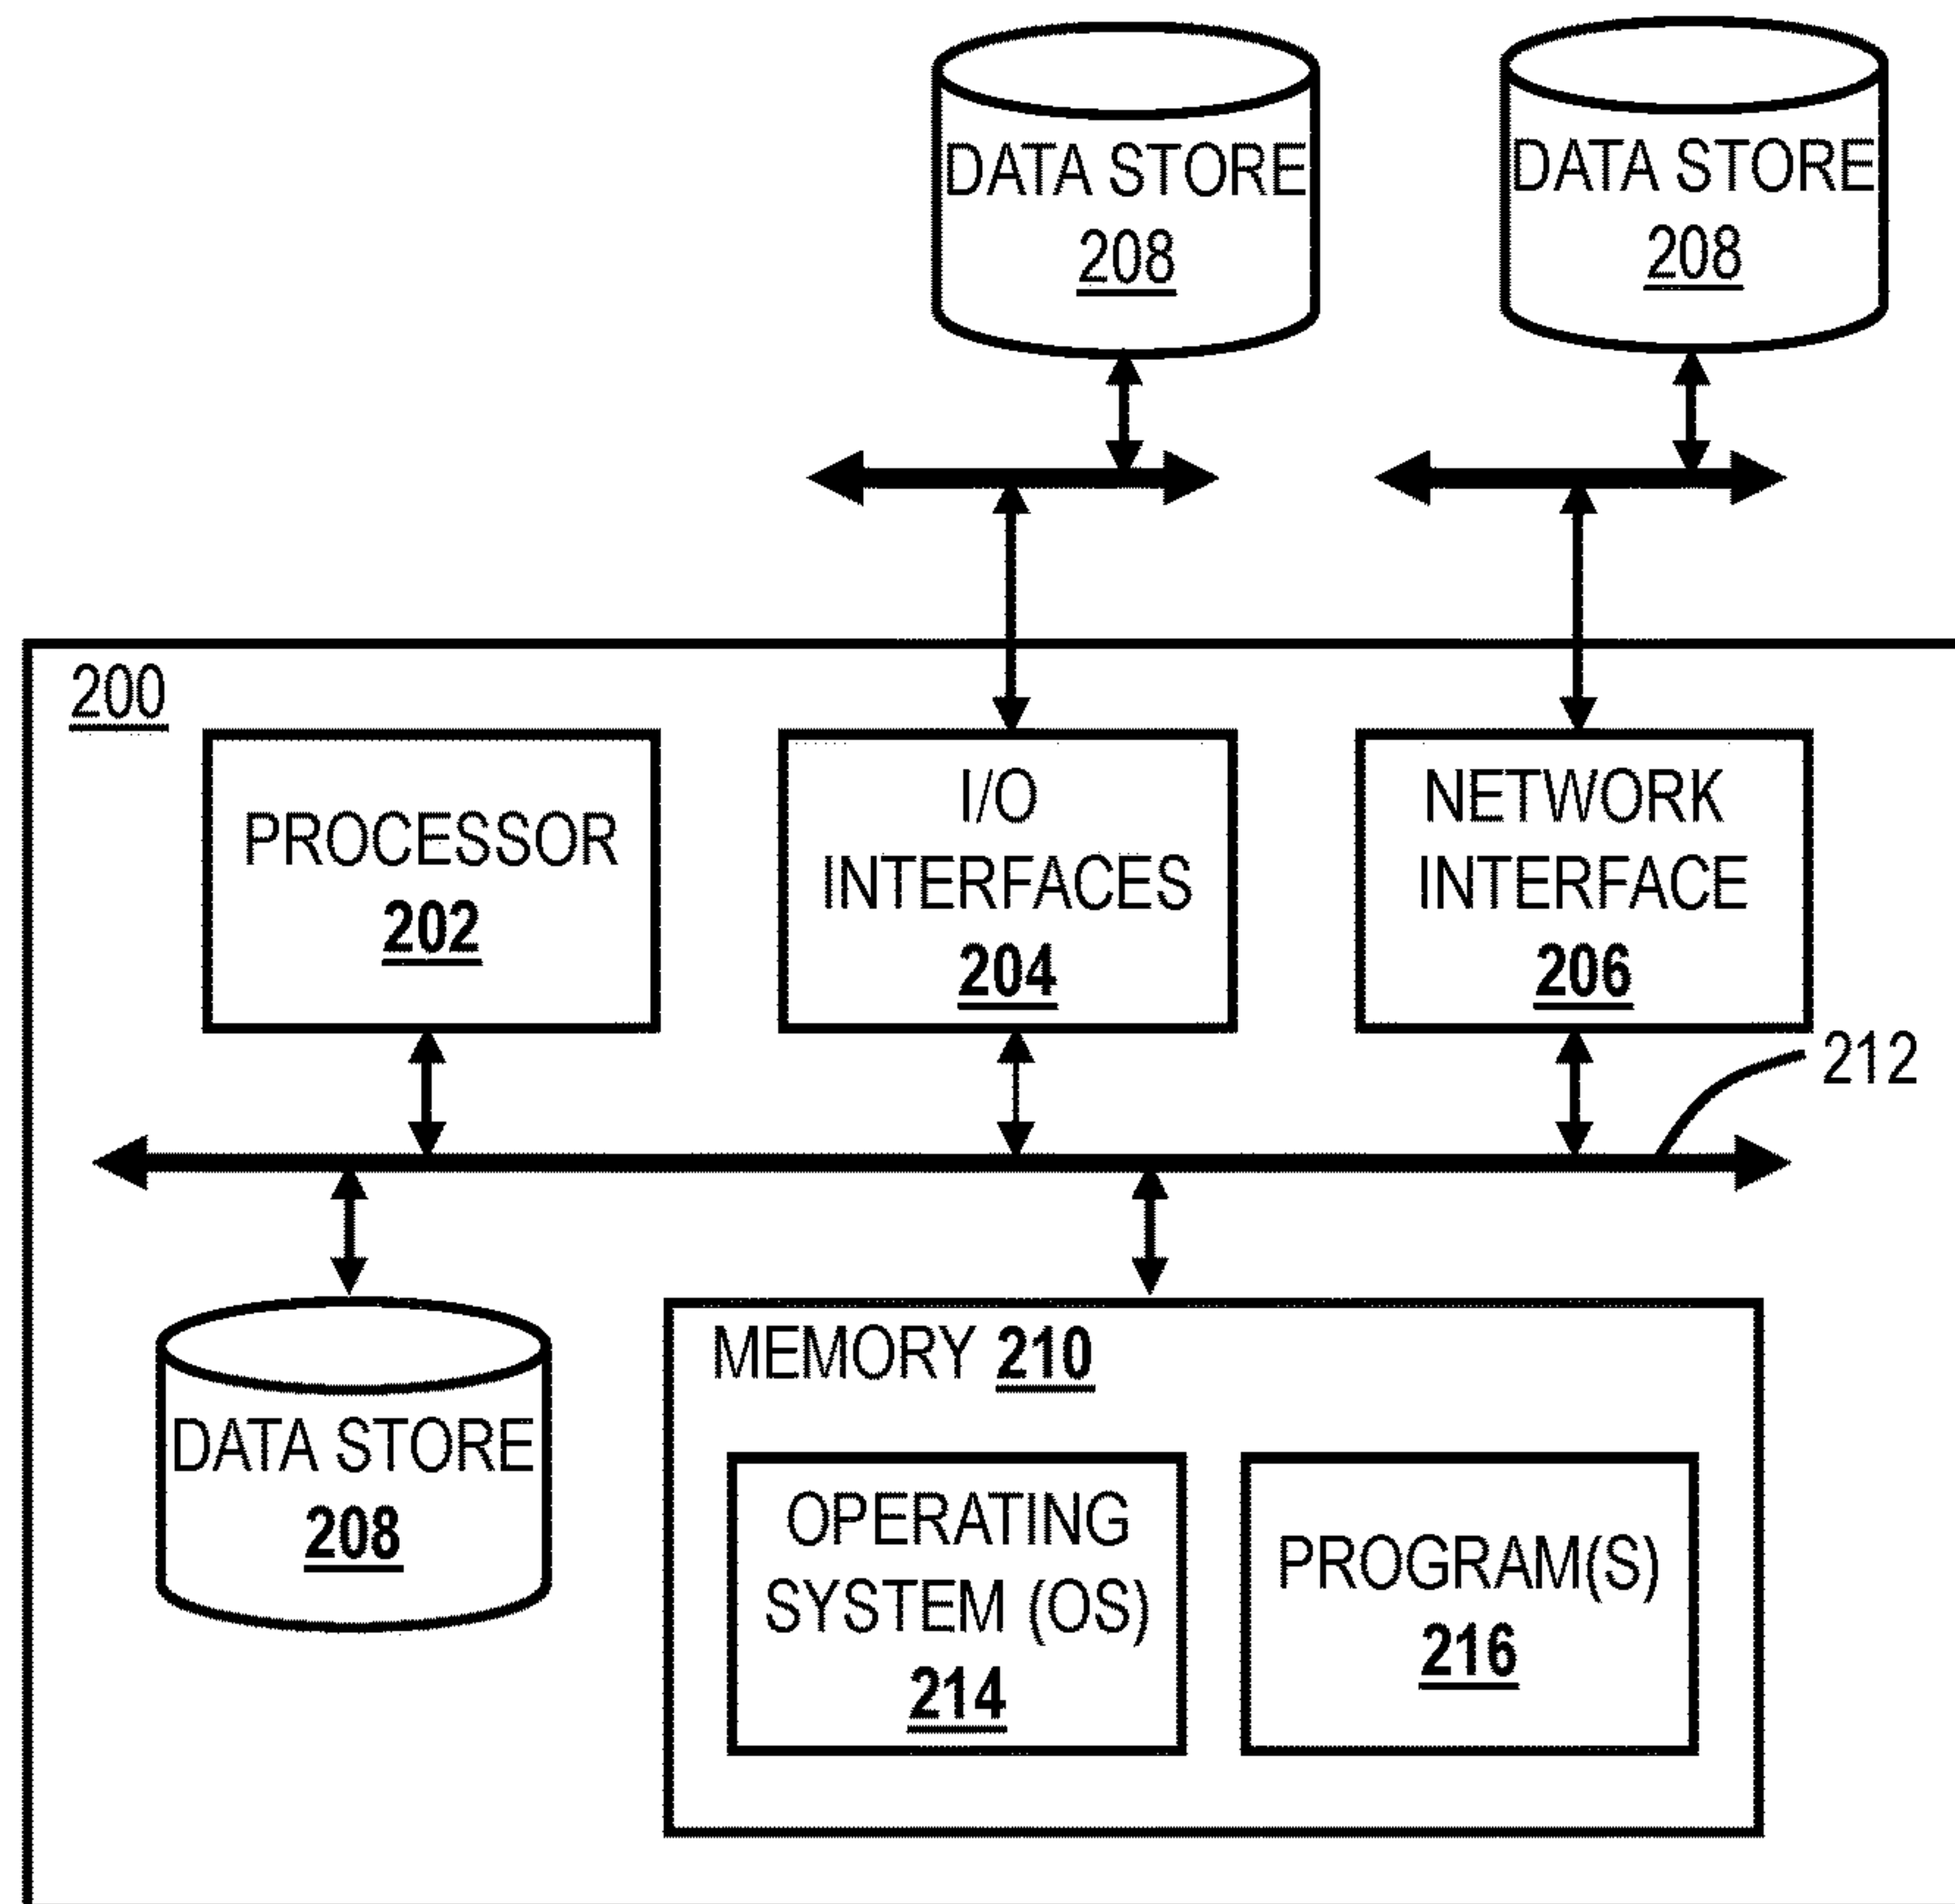 DATA STORE
208
DATA STORE
208
200
PROCESSOR
202
I/O
INTERFACES
204
NETWORK
INTERFACE
206
212
DATA STORE
208
MEMORY 210
OPERATING
SYSTEM (OS)
214
PROGRAM(S)
216